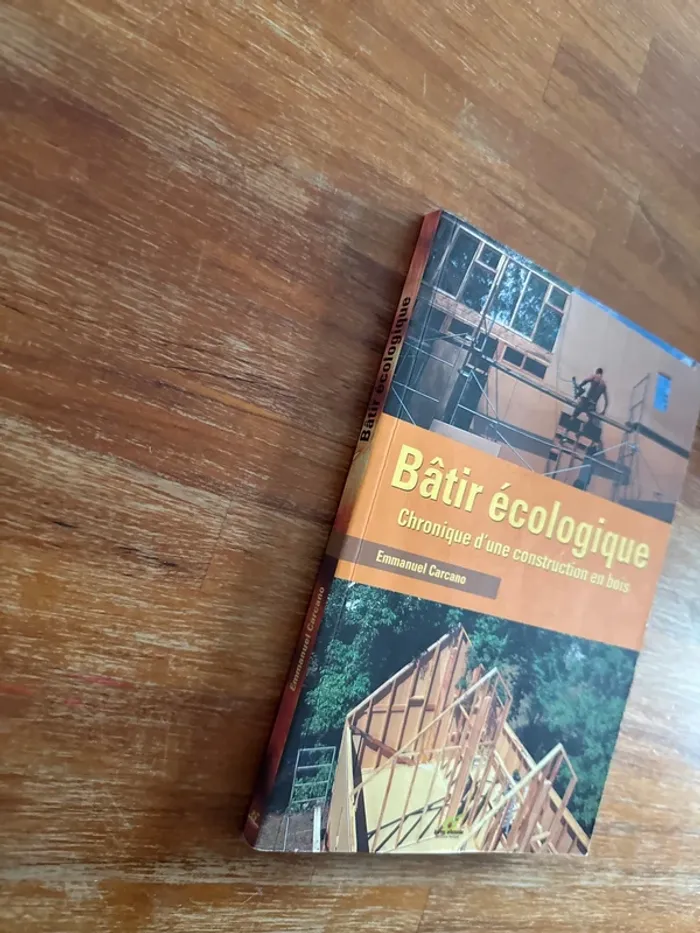 Bâtir écologique
Chronique d'une construction en bois
Emmanuel Carcano
Bâtir écologique
Emmanuel Carcano